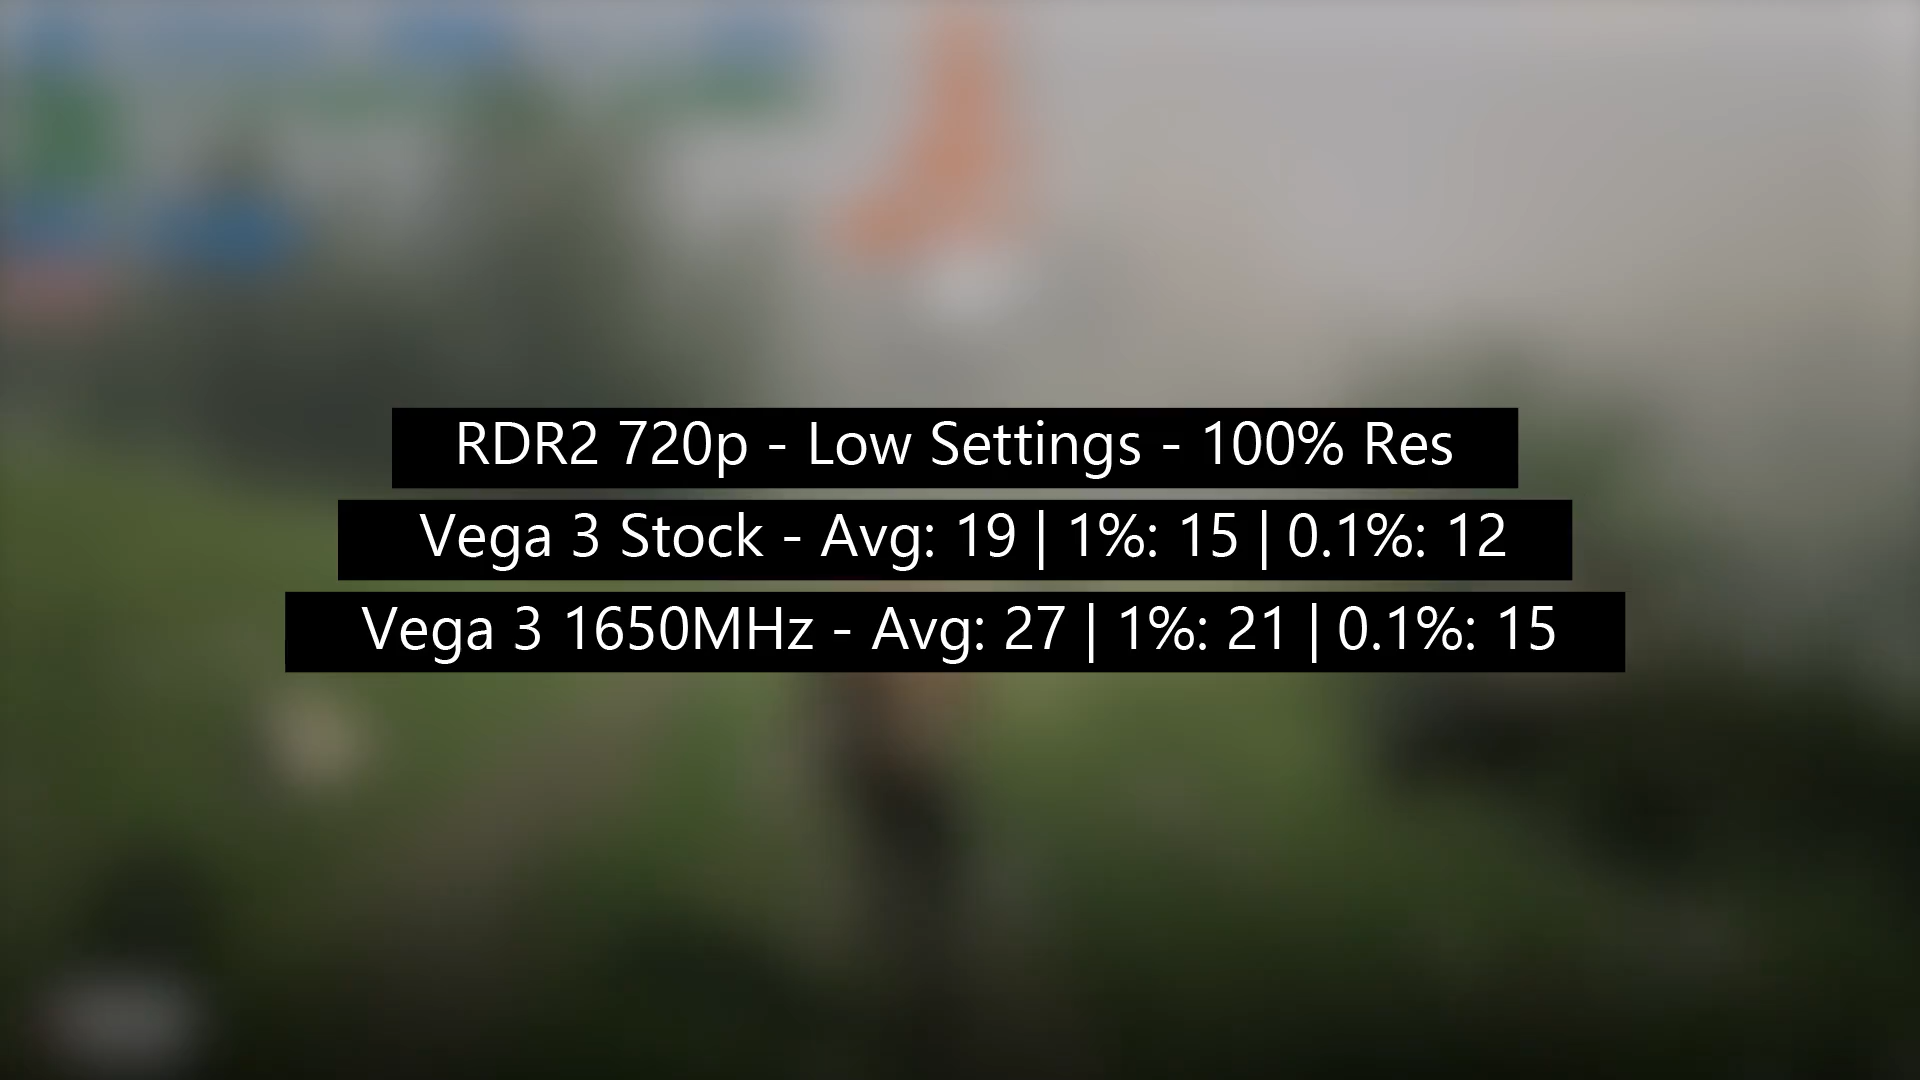 RDR2 720p - Low Settings - 100% Res
Vega 3 Stock - Avg: 19 | 1%: 15 | 0.1%: 12
Vega 3 1650MHz - Avg: 27 | 1%: 21 | 0.1%: 15